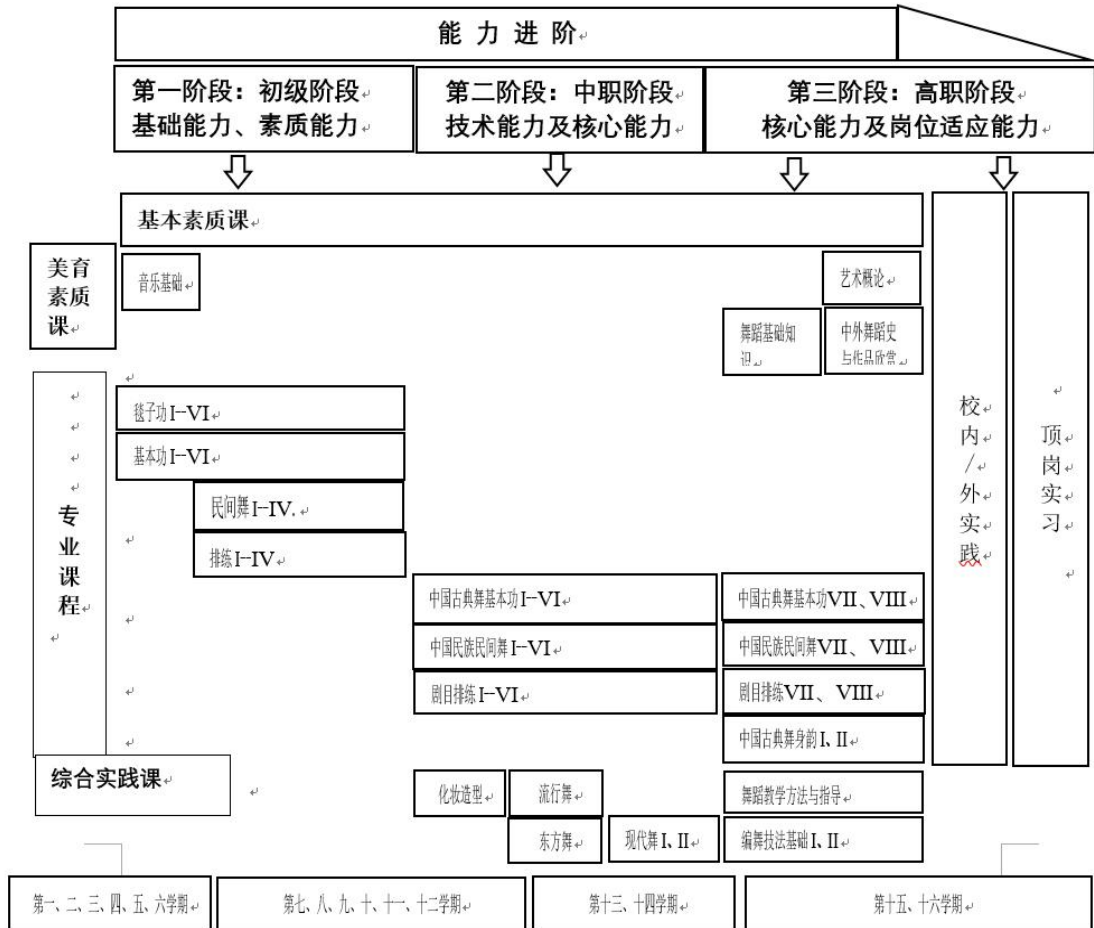 能 力 进 阶
第一阶段：初级阶段
基础能力、素质能力
第二阶段：中职阶段
技术能力及核心能力
第三阶段：高职阶段
核心能力及岗位适应能力
基本素质课
美育
素质
课
音乐基础
艺术概论
舞蹈基础知
识
中外舞蹈史
与作品欣赏
毯子功I-VI
基本功I-VI
民间舞I-IV.
排练I-IV
专
业
课
程
校
内
/
外
实
践
顶
岗
实
习
中国古典舞基本功I-VI
中国古典舞基本功VII、VIII
中国民族民间舞I-VI
中国民族民间舞VII、VIII
剧目排练I-VI
剧目排练VII、VIII
中国古典舞身韵I、II
综合实践课
化妆造型
流行舞
舞蹈教学方法与指导
东方舞
现代舞I、II
编舞技法基础I、II
第一、二、三、四、五、六学期
第七、八、九、十、十一、十二学期
第十三、十四学期
第十五、十六学期